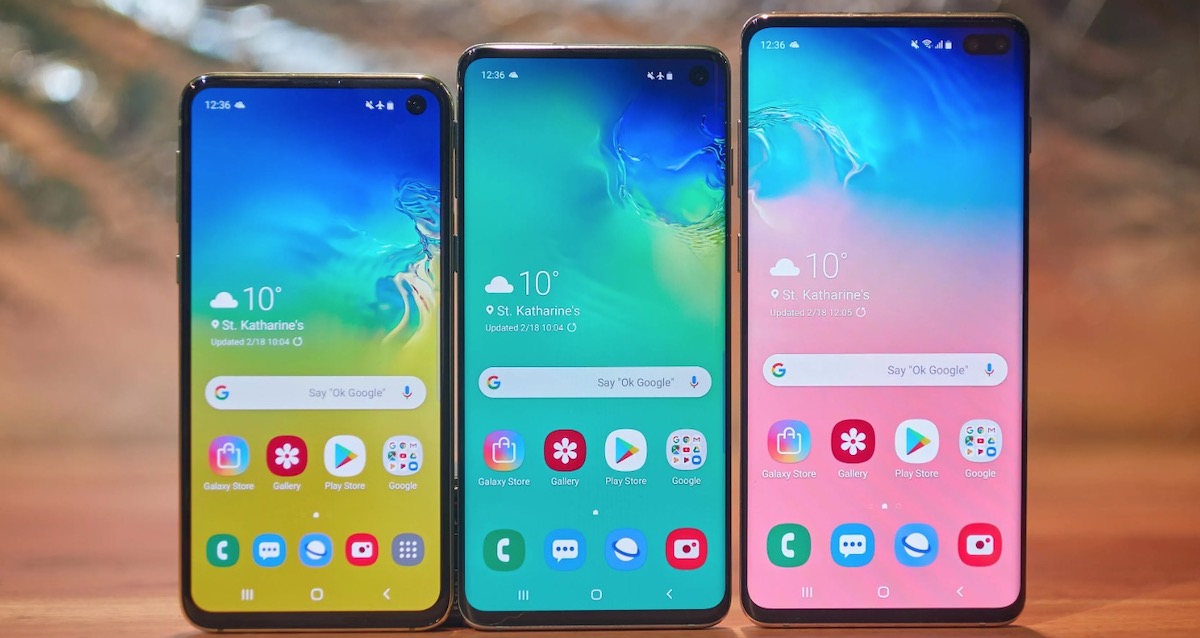 12:36
10°
St. Katharine's
Updated 2/18 10:04
Say "Ok Google"
Galaxy Store Gallery Play Store Google
12:36
10°
St. Katharine's
Updated 2/18 10:04
Say "Ok Google"
Galaxy Store Gallery Play Store Google
12:36
10°
St. Katharine's
Updated 2/18 12:05
Say "Ok Google"
Galaxy Store Gallery Play Store Google